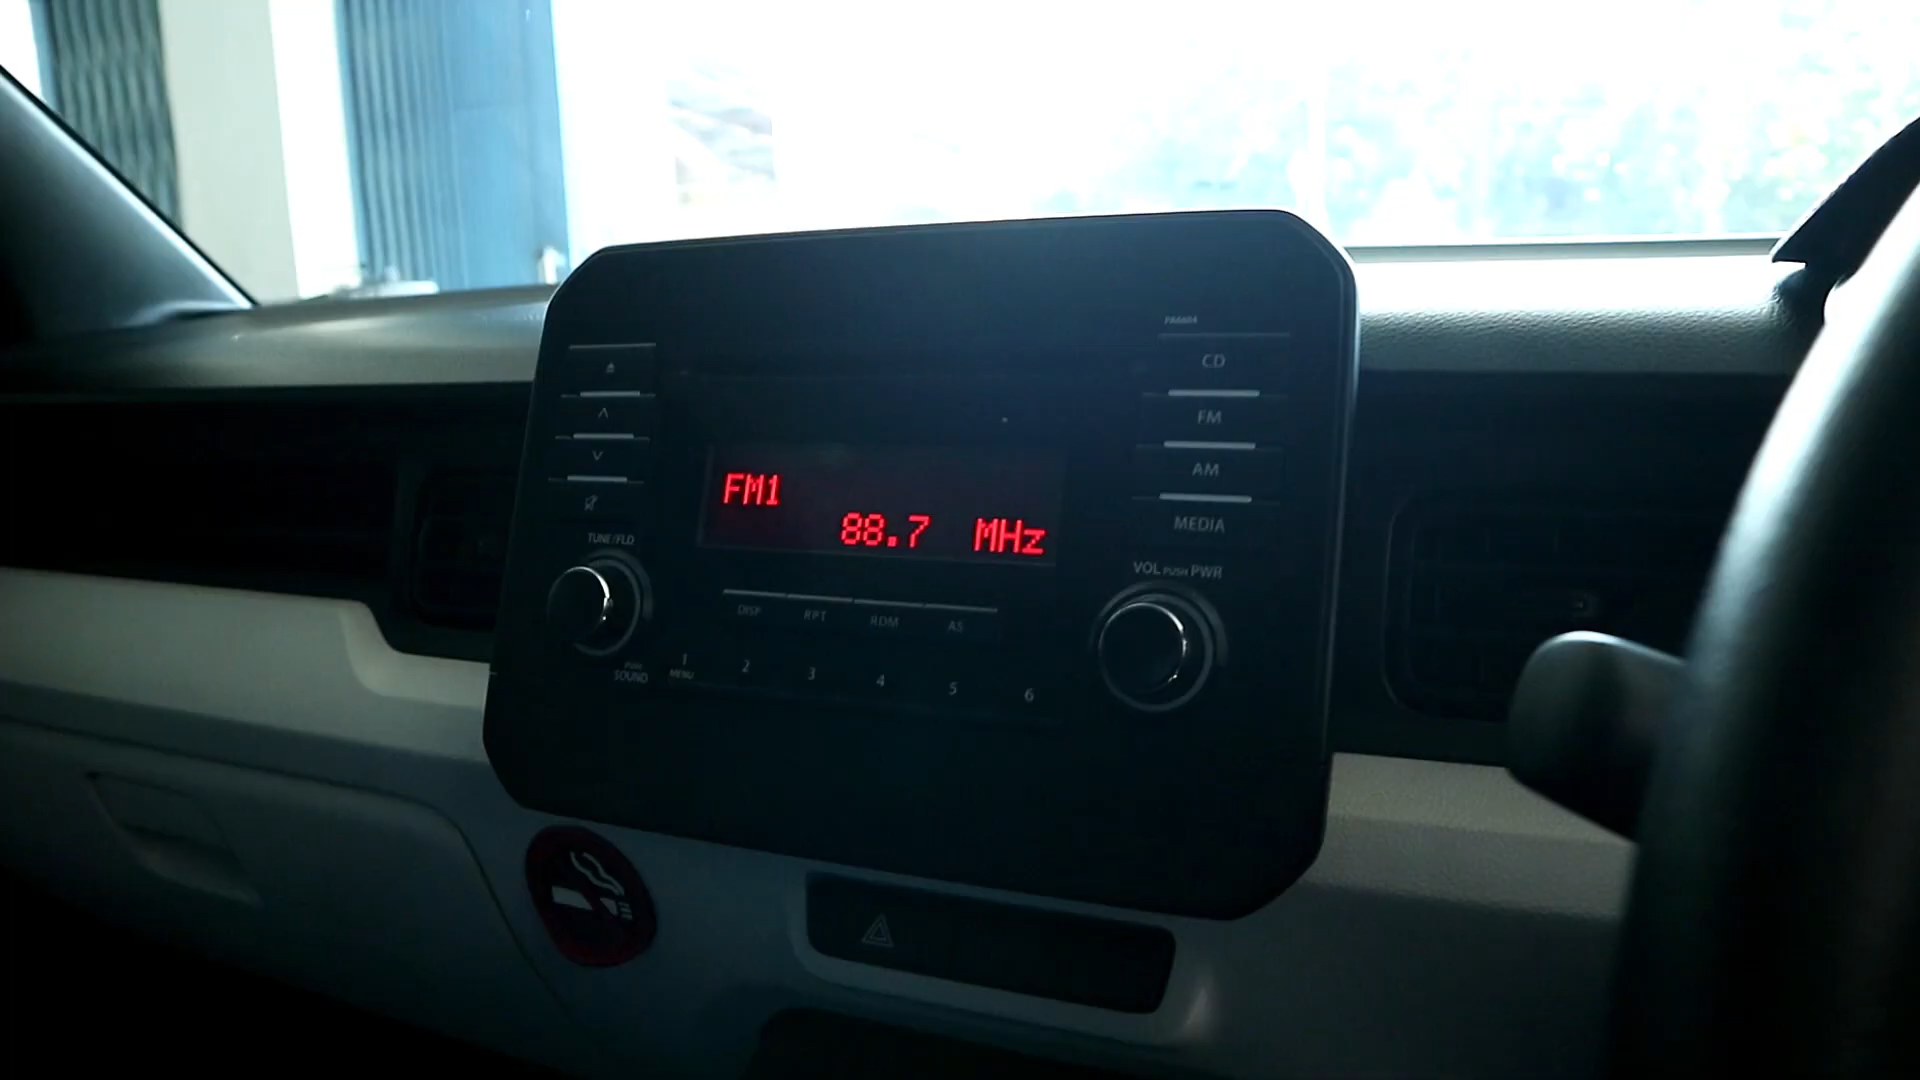 CD
FM
AM
MEDIA
FM1
88.7 MHz
TUNE/FLD
VOL PUSH PWR
DISP
RPT
RDM
AS
PUSH
SOUND
1
MENU
2
3
4
5
6